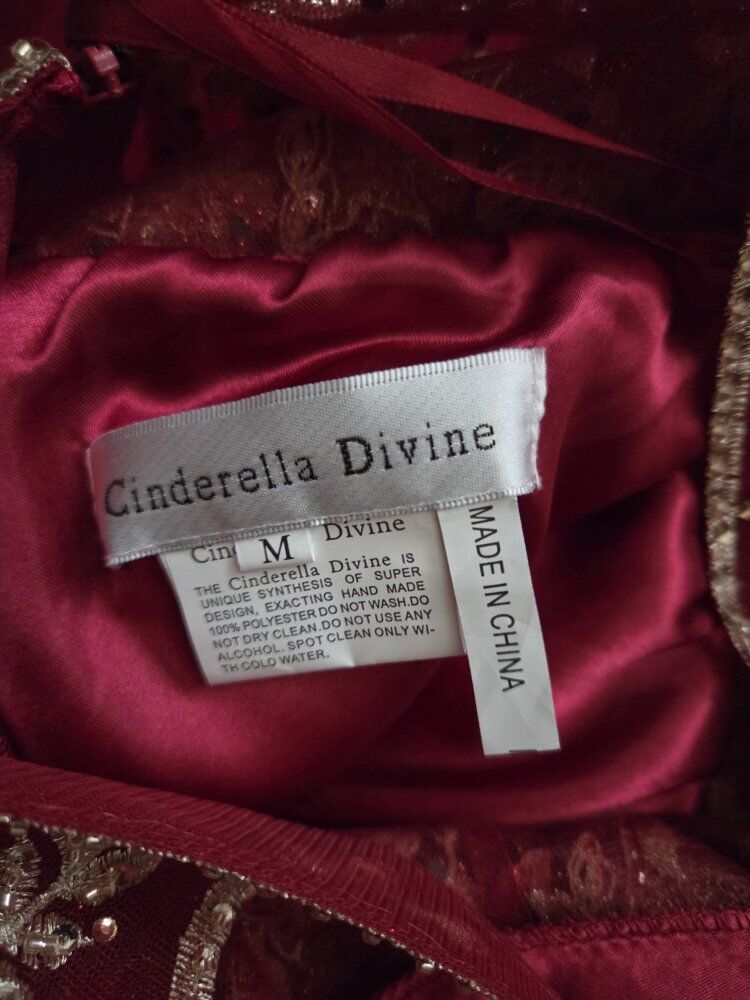 Cinderella Divine
M
Divine
THE Cinderella Divine IS
UNIQUE SYNTHESIS OF SUPER
DESIGN, EXACTING HAND MADE
100% POLYESTER DO NOT WASH.DO
NOT DRY CLEAN.DO NOT USE ANY
ALCOHOL. SPOT CLEAN ONLY WI-
TH COLD WATER.
MADE IN CHINA